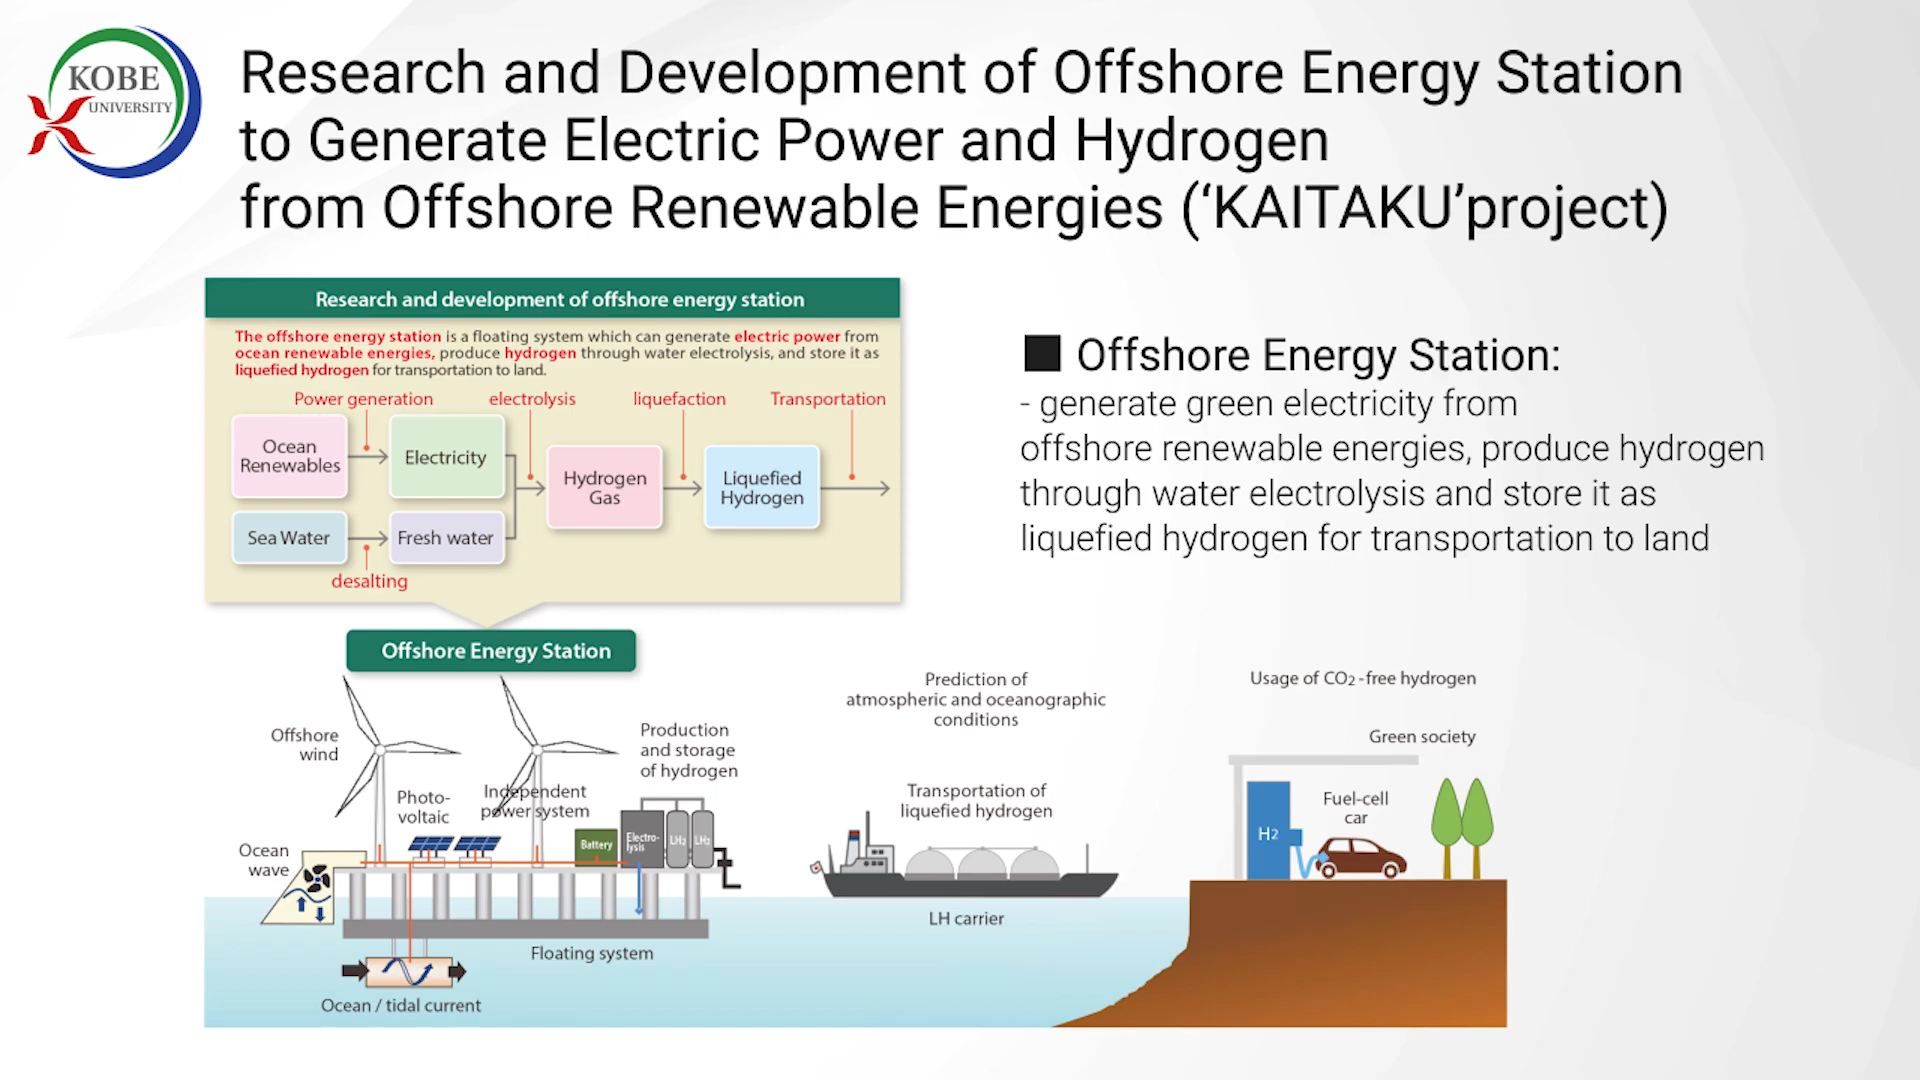 KOBE
UNIVERSITY
Research and Development of Offshore Energy Station
to Generate Electric Power and Hydrogen
from Offshore Renewable Energies (‘KAITAKU’project)
Research and development of offshore energy station
The offshore energy station is a floating system which can generate electric power from
ocean renewable energies, produce hydrogen through water electrolysis, and store it as
liquefied hydrogen for transportation to land.
Power generation
electrolysis
liquefaction
Transportation
Ocean
Renewables
Electricity
Hydrogen
Gas
Liquefied
Hydrogen
Sea Water
Fresh water
desalting
■ Offshore Energy Station:
- generate green electricity from
offshore renewable energies, produce hydrogen
through water electrolysis and store it as
liquefied hydrogen for transportation to land
Offshore Energy Station
Offshore
wind
Photo-
voltaic
Independent
power system
Production
and storage
of hydrogen
Ocean
wave
Battery
Electro-
lysis
LH2
LH2
Floating system
Ocean / tidal current
Prediction of
atmospheric and oceanographic
conditions
Transportation of
liquefied hydrogen
LH carrier
Usage of CO2-free hydrogen
Green society
Fuel-cell
car
H2